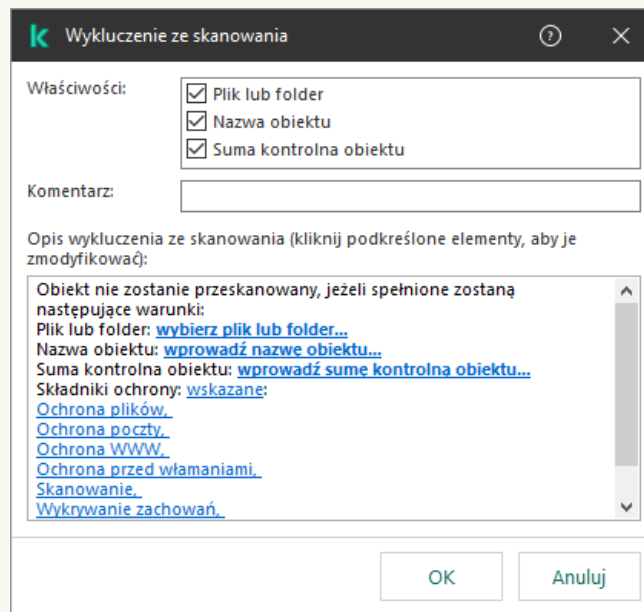 Wykluczenie ze skanowania
Właściwości:
Plik lub folder
Nazwa obiektu
Suma kontrolna obiektu
Komentarz:
Opis wykluczenia ze skanowania (kliknij podkreślone elementy, aby je
zmodyfikować):
Obiekt nie zostanie przeskanowany, jeżeli spełnione zostaną
następujące warunki:
Plik lub folder: wybierz plik lub folder...
Nazwa obiektu: wprowadź nazwę obiektu...
Suma kontrolna obiektu: wprowadź sumę kontrolną obiektu...
Składniki ochrony: wskazane:
Ochrona plików,
Ochrona poczty,
Ochrona WWW,
Ochrona przed włamaniami,
Skanowanie,
Wykrywanie zachowań,
OK
Anuluj